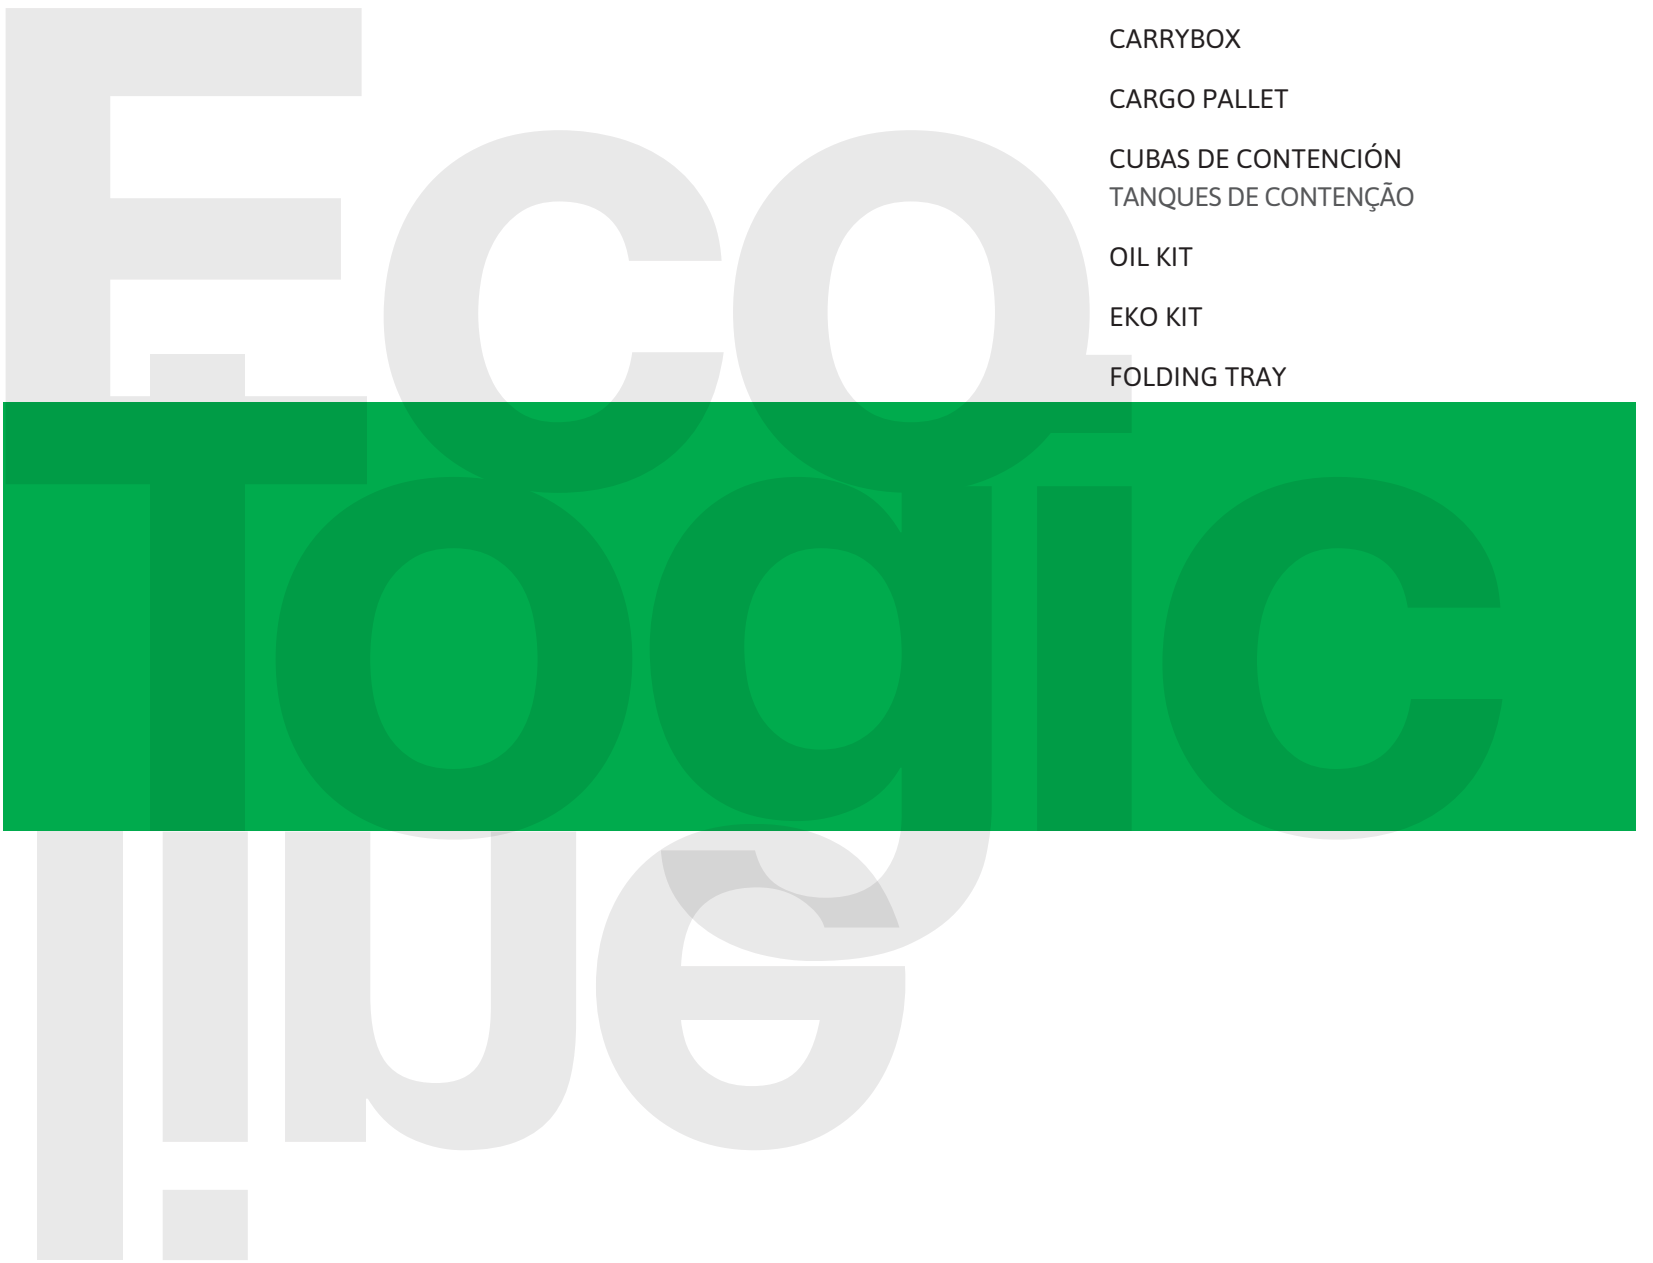 Eco
logic
line
CARRYBOX
CARGO PALLET
CUBAS DE CONTENCIÓN
TANQUES DE CONTENÇÃO
OIL KIT
EKO KIT
FOLDING TRAY